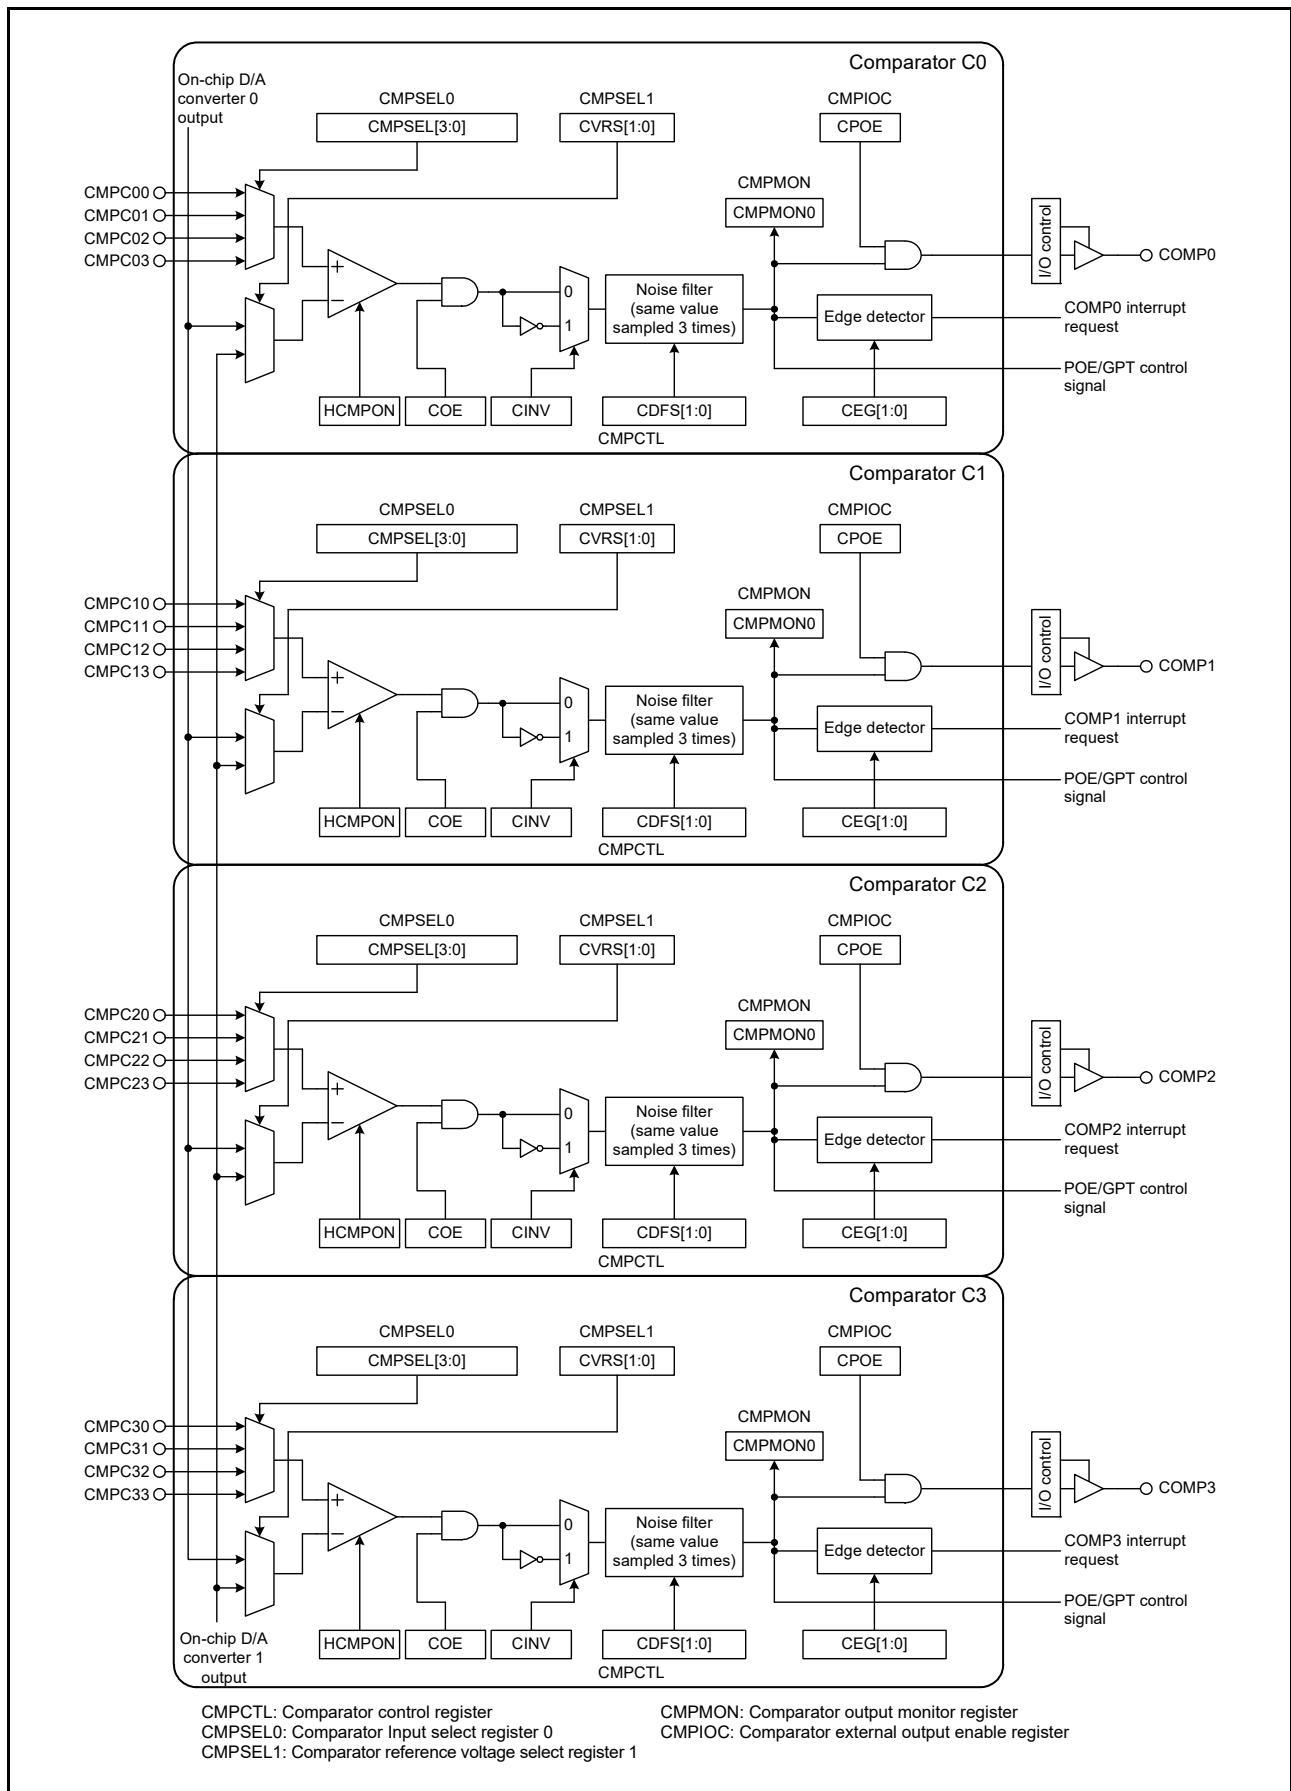 Comparator C0
On-chip D/A
converter 0
output
CMPSEL0
CMPSEL[3:0]
CMPSEL1
CVRS[1:0]
CMPIOC
CPOE
CMPC00
CMPC01
CMPC02
CMPC03
CMPMON
CMPMON0
I/O control
COMP0
+
−
0
1
Noise filter
(same value
sampled 3 times)
Edge detector
COMP0 interrupt
request
POE/GPT control
signal
HCMPON
COE
CINV
CDFS[1:0]
CEG[1:0]
CMPCTL
Comparator C1
CMPSEL0
CMPSEL[3:0]
CMPSEL1
CVRS[1:0]
CMPIOC
CPOE
CMPC10
CMPC11
CMPC12
CMPC13
CMPMON
CMPMON0
I/O control
COMP1
+
−
0
1
Noise filter
(same value
sampled 3 times)
Edge detector
COMP1 interrupt
request
POE/GPT control
signal
HCMPON
COE
CINV
CDFS[1:0]
CEG[1:0]
CMPCTL
Comparator C2
CMPSEL0
CMPSEL[3:0]
CMPSEL1
CVRS[1:0]
CMPIOC
CPOE
CMPC20
CMPC21
CMPC22
CMPC23
CMPMON
CMPMON0
I/O control
COMP2
+
−
0
1
Noise filter
(same value
sampled 3 times)
Edge detector
COMP2 interrupt
request
POE/GPT control
signal
HCMPON
COE
CINV
CDFS[1:0]
CEG[1:0]
CMPCTL
Comparator C3
CMPSEL0
CMPSEL[3:0]
CMPSEL1
CVRS[1:0]
CMPIOC
CPOE
CMPC30
CMPC31
CMPC32
CMPC33
CMPMON
CMPMON0
I/O control
COMP3
+
−
0
1
Noise filter
(same value
sampled 3 times)
Edge detector
COMP3 interrupt
request
POE/GPT control
signal
HCMPON
COE
CINV
CDFS[1:0]
CEG[1:0]
CMPCTL
On-chip D/A
converter 1
output
CMPCTL: Comparator control register
CMPSEL0: Comparator Input select register 0
CMPSEL1: Comparator reference voltage select register 1
CMPMON: Comparator output monitor register
CMPIOC: Comparator external output enable register